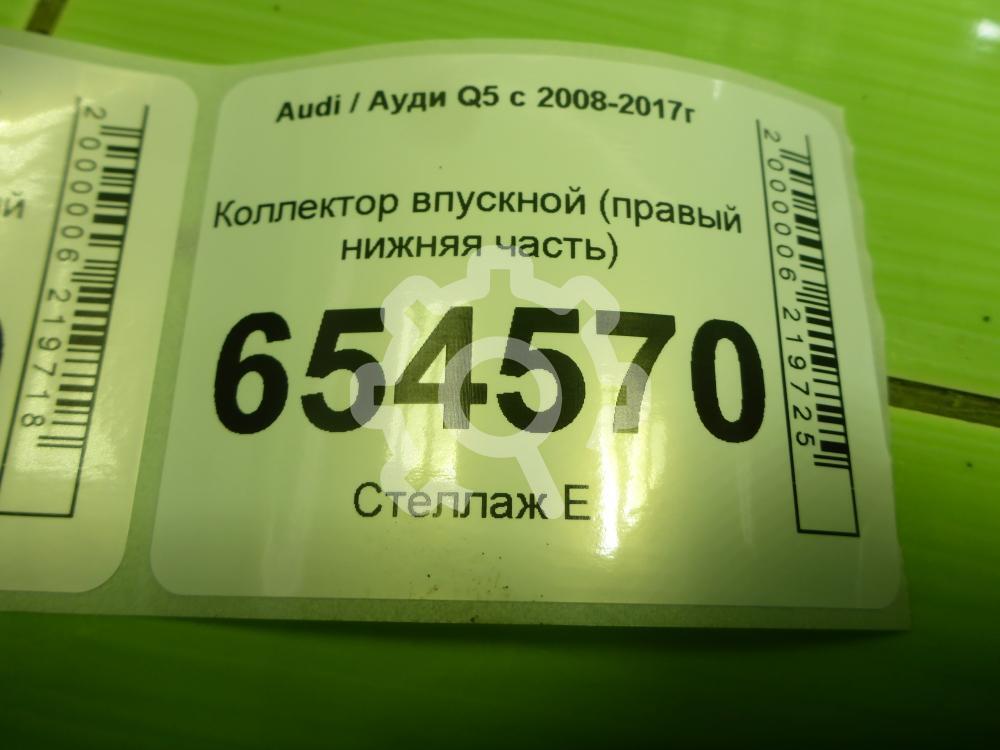 Audi / Ауди Q5 с 2008-2017г
Коллектор впускной (правый
нижняя часть)
654570
Стеллаж Е
2000006219725
2000006219718